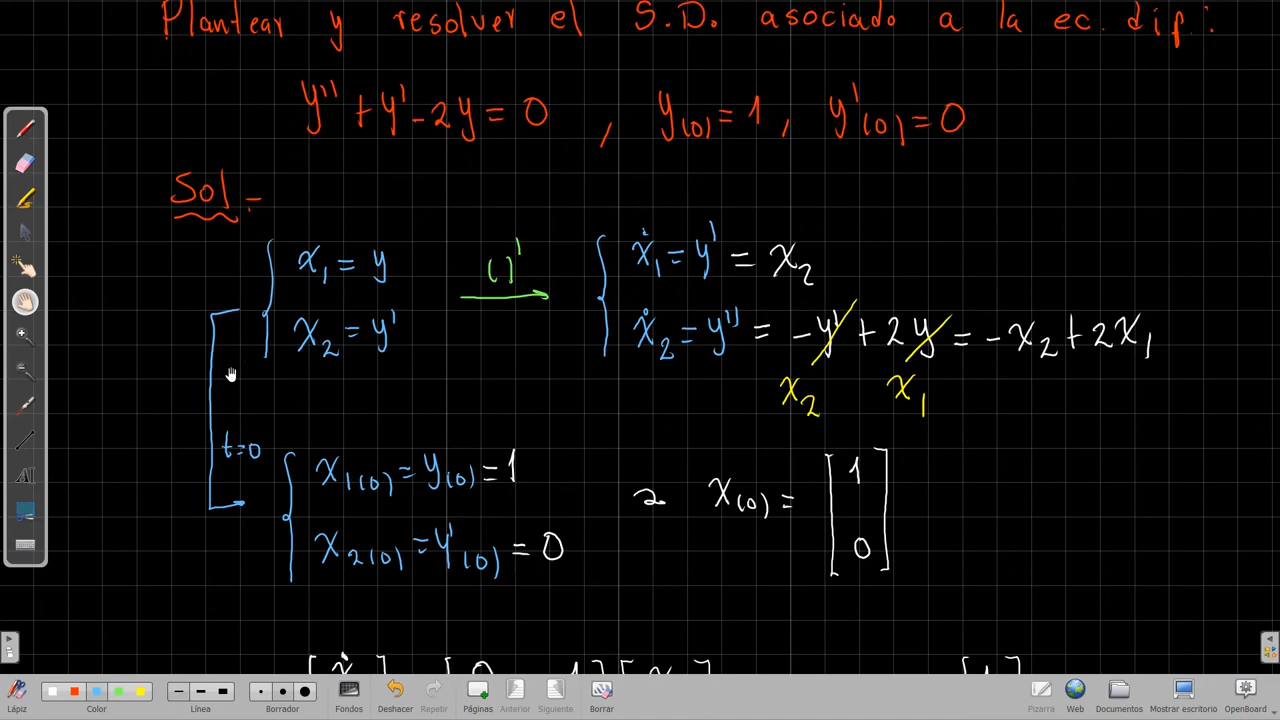 Plantear y resolver el S.D. asociado a la ec. dif:
y'' + y' - 2y = 0 , y(0) = 1 , y'(0) = 0
Sol -
x₁ = y ( )' ẋ₁ = y' = x₂
x₂ = y' ẋ₂ = y'' = -y' + 2y = -x₂ + 2x₁
x₂ x₁
t=0
x₁(0) = y(0) = 1 ~ x(0) = [1
x₂(0) = y'(0) = 0 0]
Lápiz Color Línea Borrador Fondos Deshacer Repetir Páginas Anterior Siguiente Borrar Pizarra Web Documentos Mostrar escritorio OpenBoard